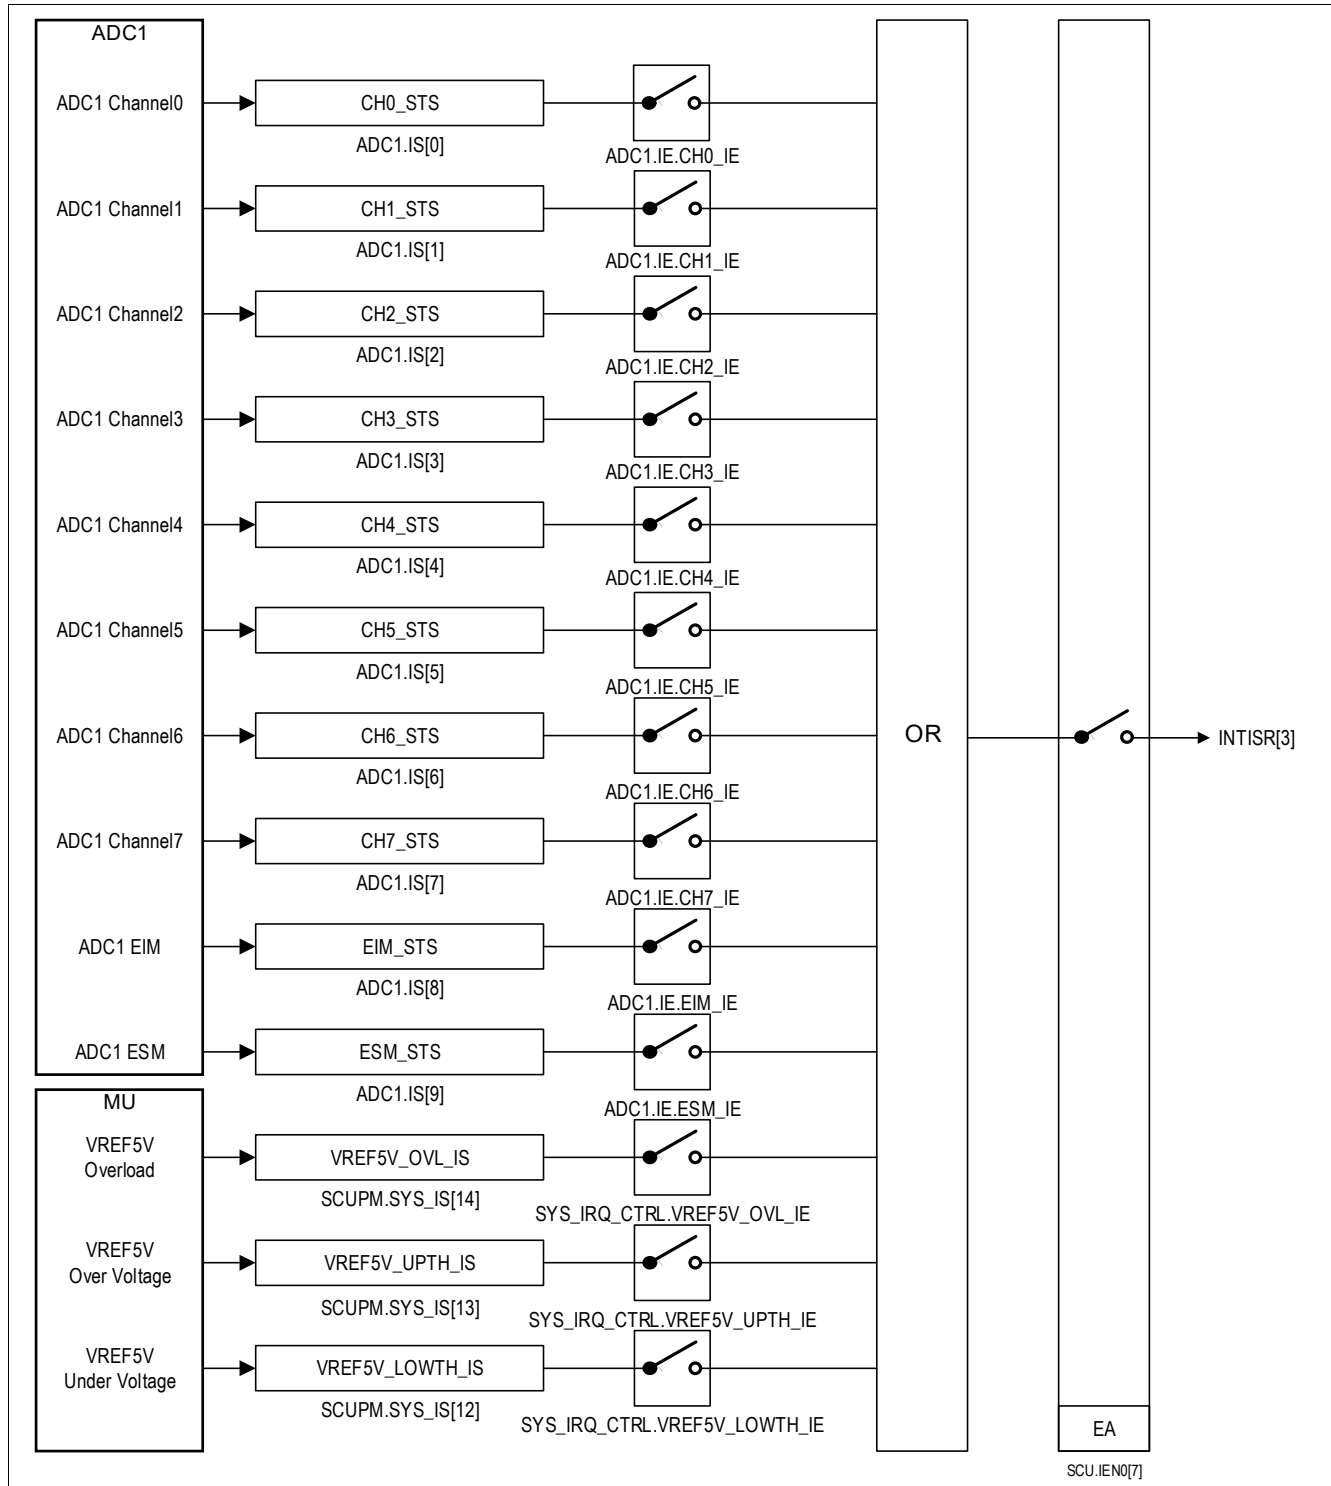 ADC1
ADC1 Channel0
CH0_STS
ADC1.IS[0]
ADC1.IE.CH0_IE
ADC1 Channel1
CH1_STS
ADC1.IS[1]
ADC1.IE.CH1_IE
ADC1 Channel2
CH2_STS
ADC1.IS[2]
ADC1.IE.CH2_IE
ADC1 Channel3
CH3_STS
ADC1.IS[3]
ADC1.IE.CH3_IE
ADC1 Channel4
CH4_STS
ADC1.IS[4]
ADC1.IE.CH4_IE
ADC1 Channel5
CH5_STS
ADC1.IS[5]
ADC1.IE.CH5_IE
ADC1 Channel6
CH6_STS
ADC1.IS[6]
ADC1.IE.CH6_IE
ADC1 Channel7
CH7_STS
ADC1.IS[7]
ADC1.IE.CH7_IE
ADC1 EIM
EIM_STS
ADC1.IS[8]
ADC1.IE.EIM_IE
ADC1 ESM
ESM_STS
ADC1.IS[9]
ADC1.IE.ESM_IE
MU
VREF5V
Overload
VREF5V_OVL_IS
SCUPM.SYS_IS[14]
SYS_IRQ_CTRL.VREF5V_OVL_IE
VREF5V
Over Voltage
VREF5V_UPTH_IS
SCUPM.SYS_IS[13]
SYS_IRQ_CTRL.VREF5V_UPTH_IE
VREF5V
Under Voltage
VREF5V_LOWTH_IS
SCUPM.SYS_IS[12]
SYS_IRQ_CTRL.VREF5V_LOWTH_IE
OR
INTISR[3]
EA
SCU.IEN0[7]